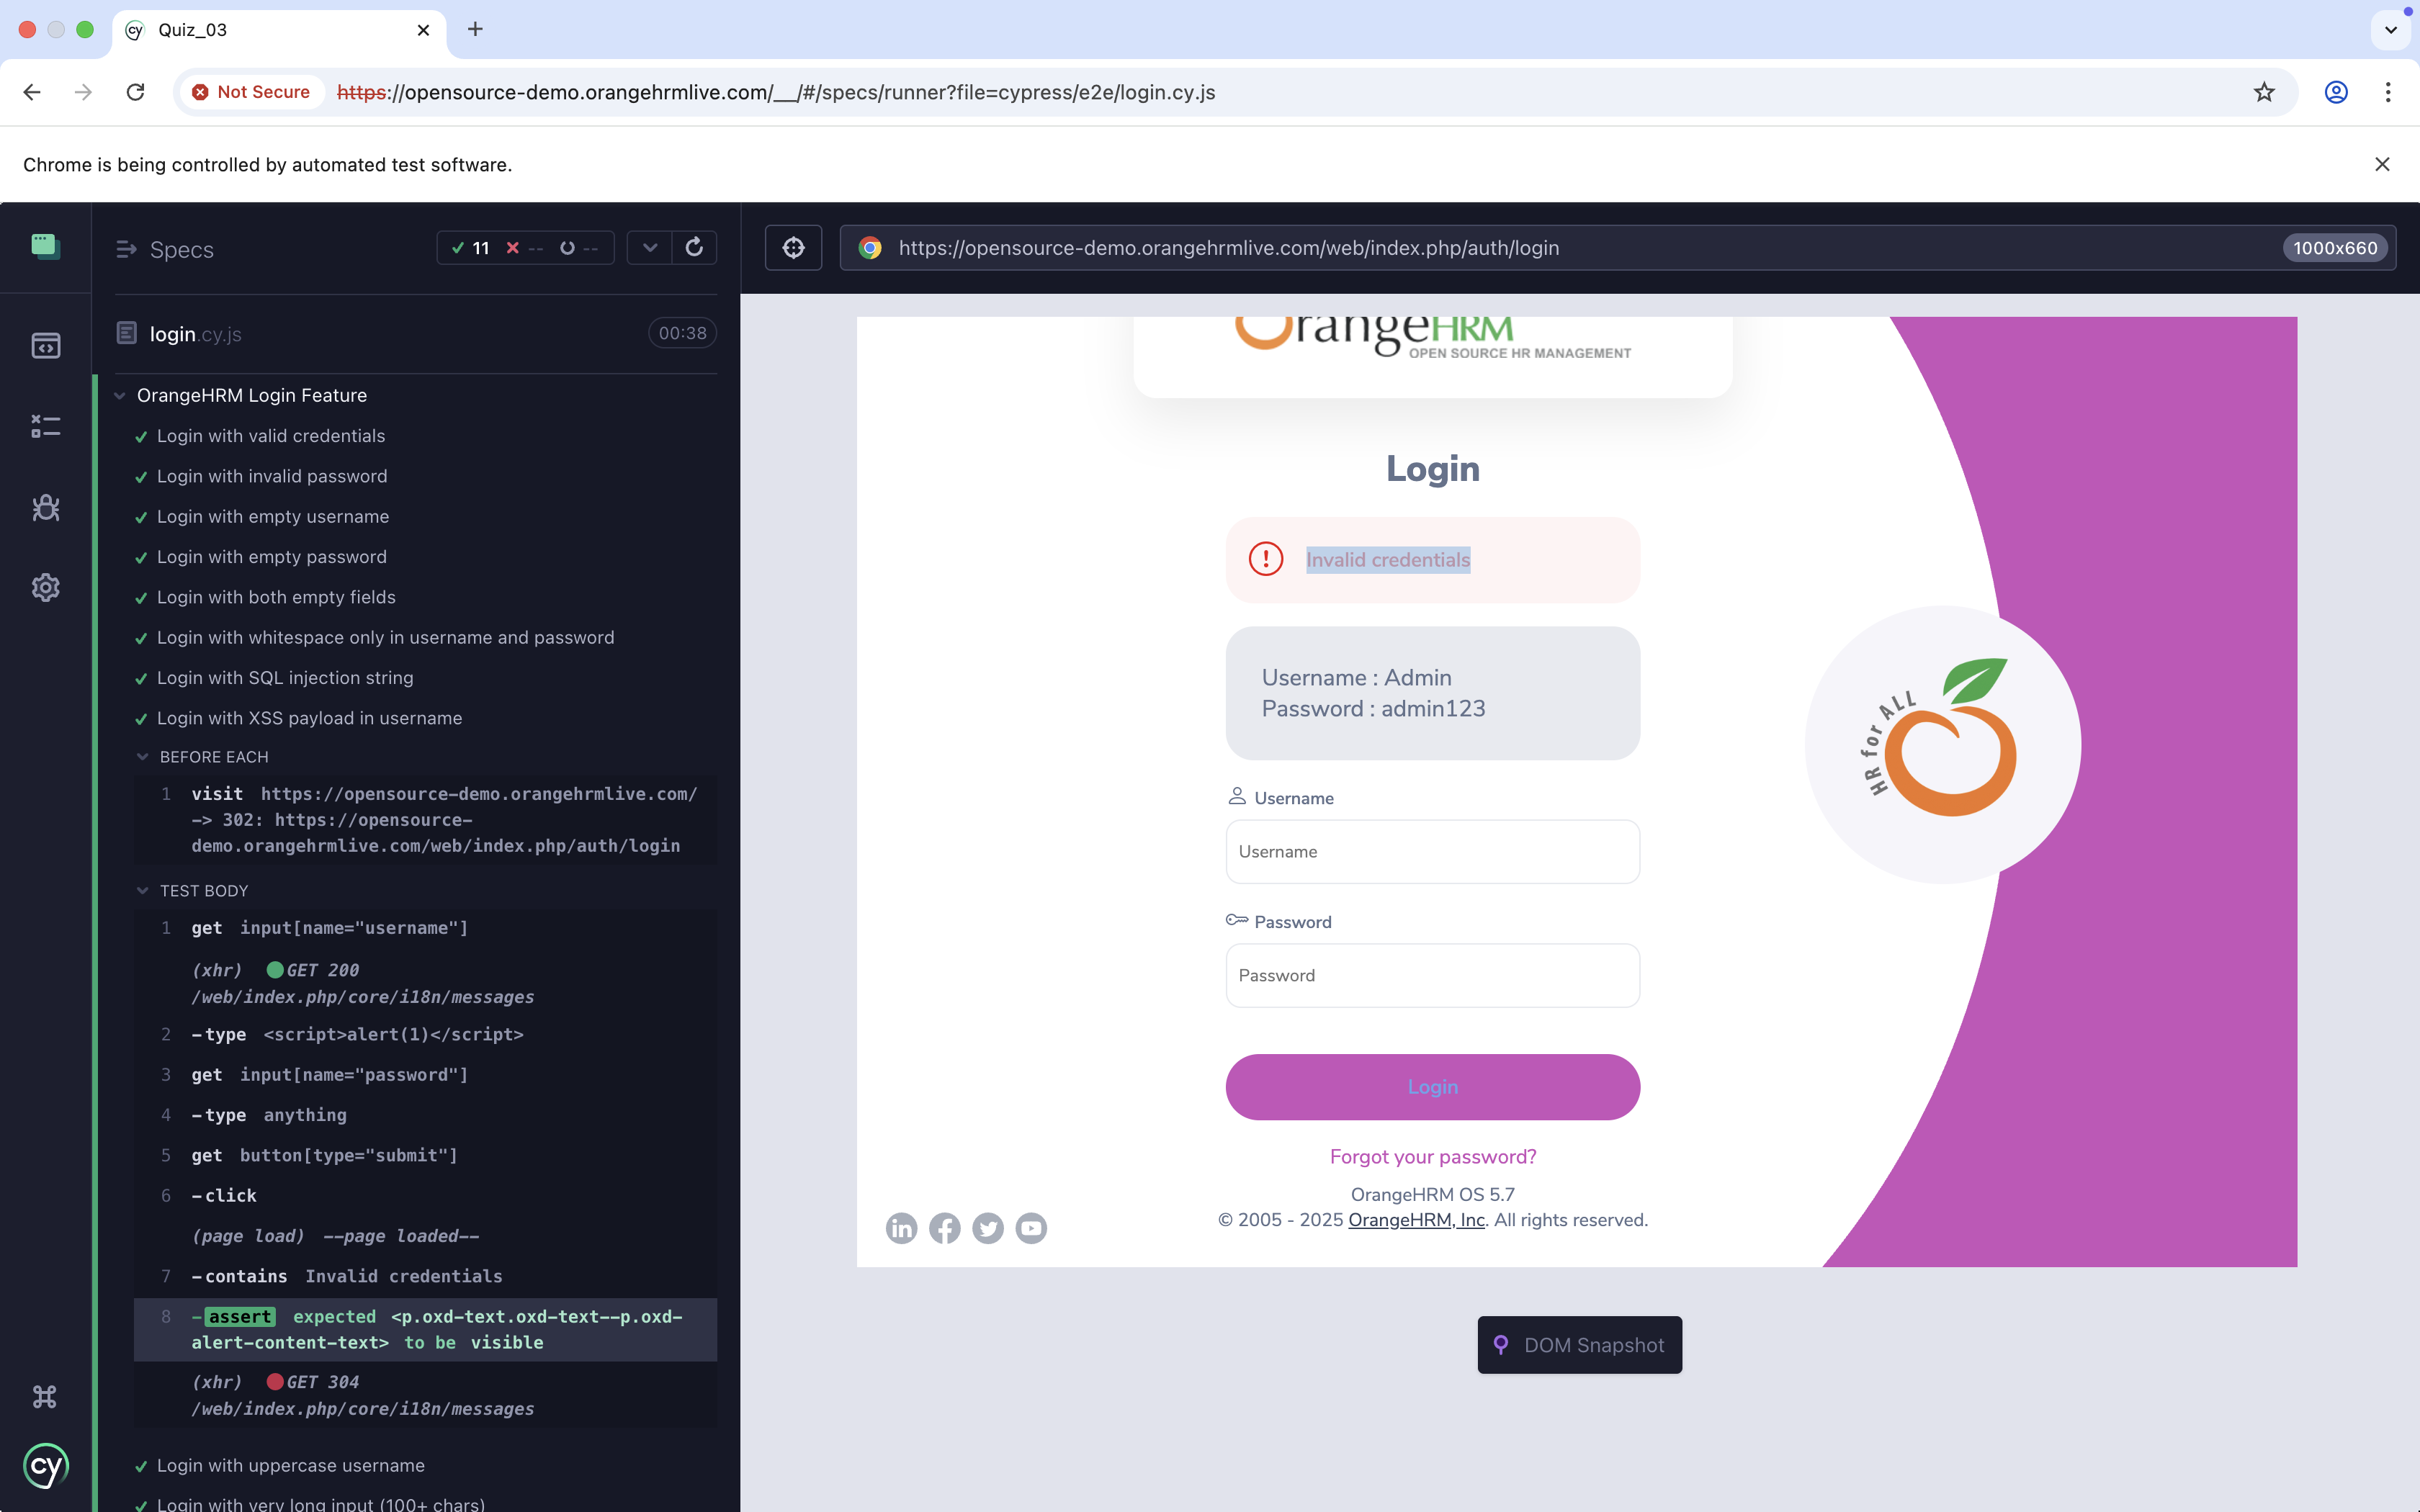 Quiz_03
Not Secure
https://opensource-demo.orangehrmlive.com/__/#/specs/runner?file=cypress/e2e/login.cy.js
Chrome is being controlled by automated test software.
Specs
11
--
--
https://opensource-demo.orangehrmlive.com/web/index.php/auth/login
1000x660
login.cy.js
00:38
OrangeHRM Login Feature
Login with valid credentials
Login with invalid password
Login with empty username
Login with empty password
Login with both empty fields
Login with whitespace only in username and password
Login with SQL injection string
Login with XSS payload in username
BEFORE EACH
1 visit https://opensource-demo.orangehrmlive.com/
-> 302: https://opensource-
demo.orangehrmlive.com/web/index.php/auth/login
TEST BODY
1 get input[name="username"]
(xhr) GET 200
/web/index.php/core/i18n/messages
2 -type <script>alert(1)</script>
3 get input[name="password"]
4 -type anything
5 get button[type="submit"]
6 -click
(page load) --page loaded--
7 -contains Invalid credentials
8 -assert expected <p.oxd-text.oxd-text--p.oxd-
alert-content-text> to be visible
(xhr) GET 304
/web/index.php/core/i18n/messages
Login with uppercase username
Login with very long input (100+ chars)
cy
OrangeHRM
OPEN SOURCE HR MANAGEMENT
Login
Invalid credentials
Username : Admin
Password : admin123
Username
Username
Password
Password
Login
Forgot your password?
OrangeHRM OS 5.7
© 2005 - 2025 OrangeHRM, Inc. All rights reserved.
HR for ALL
DOM Snapshot